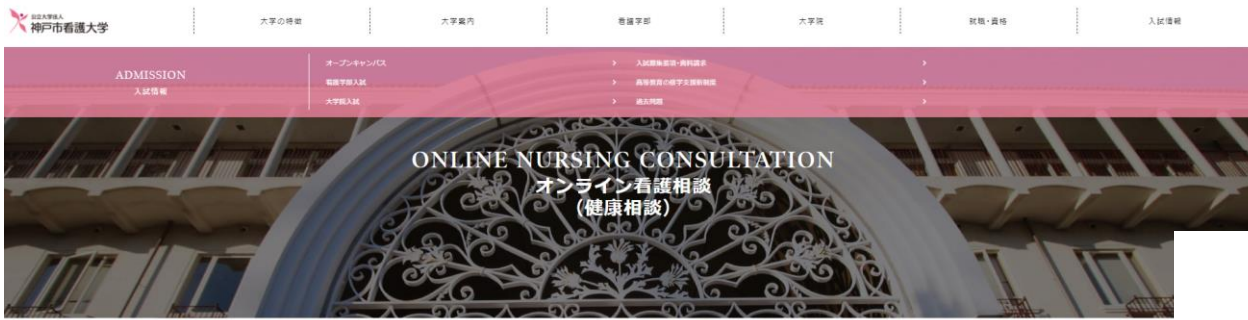 公立大学法人
神戸市看護大学
大学の特徴
大学案内
看護学部
大学院
就職・資格
入試情報
ADMISSION
入試情報
オープンキャンパス
看護学部入試
大学院入試
入試募集要項・資料請求
高等教育の修学支援新制度
過去問題
ONLINE NURSING CONSULTATION
オンライン看護相談
（健康相談）